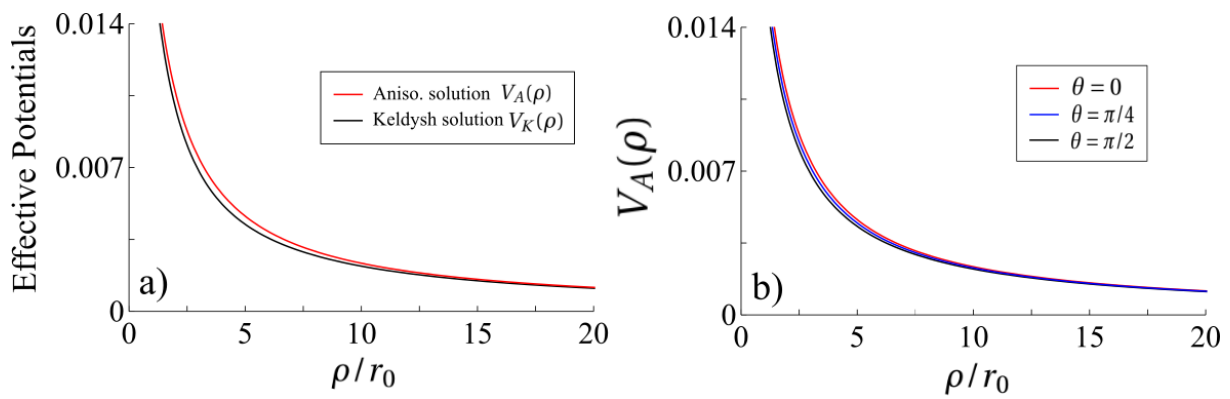 0.014
0.007
0
Effective Potentials
Aniso. solution V_A(ρ)
Keldysh solution V_K(ρ)
a)
0 5 10 15 20
ρ/r_0
0.014
0.007
0
V_A(ρ)
θ = 0
θ = π/4
θ = π/2
b)
0 5 10 15 20
ρ/r_0